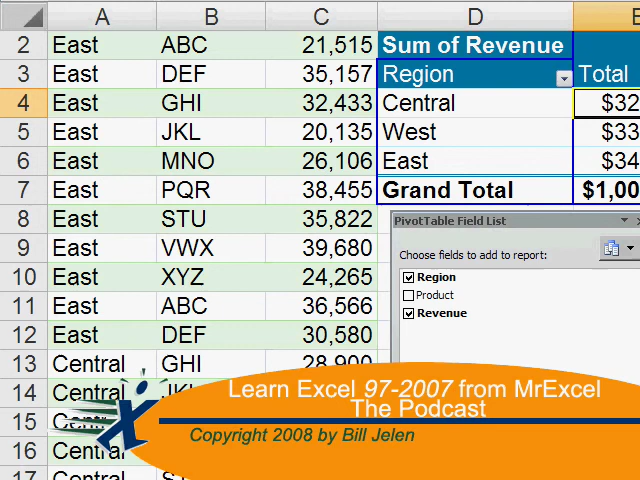 A B C D E
2 East ABC 21,515 Sum of Revenue
3 East DEF 35,157 Region Total
4 East GHI 32,433 Central $32
5 East JKL 20,135 West $33
6 East MNO 26,106 East $34
7 East PQR 38,455 Grand Total $1,00
8 East STU 35,822
PivotTable Field List
9 East VWX 39,680
Choose fields to add to report:
10 East XYZ 24,265
Region
Product
11 East ABC 36,566
Revenue
12 East DEF 30,580
13 Central GHI 28,900
14 Central JKL
Learn Excel 97-2007 from MrExcel
The Podcast
15 Central
Copyright 2008 by Bill Jelen
16 Central
17 Central